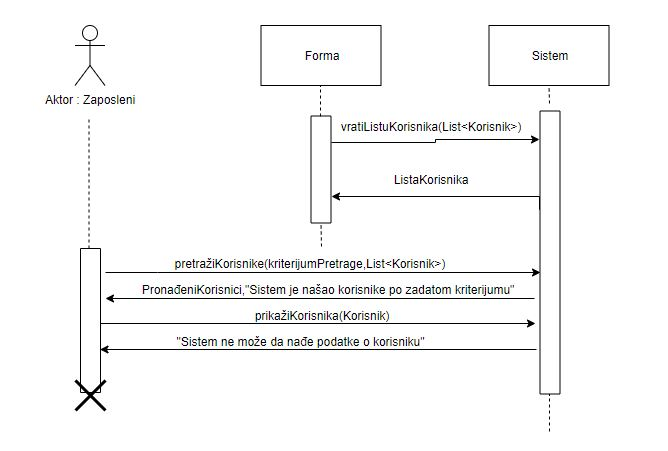 Forma
Sistem
Aktor : Zaposleni
vratiListuKorisnika(List<Korisnik>)
ListaKorisnika
pretražiKorisnike(kriterijumPretrage,List<Korisnik>)
PronađeniKorisnici,"Sistem je našao korisnike po zadatom kriterijumu"
prikažiKorisnika(Korisnik)
"Sistem ne može da nađe podatke o korisniku"